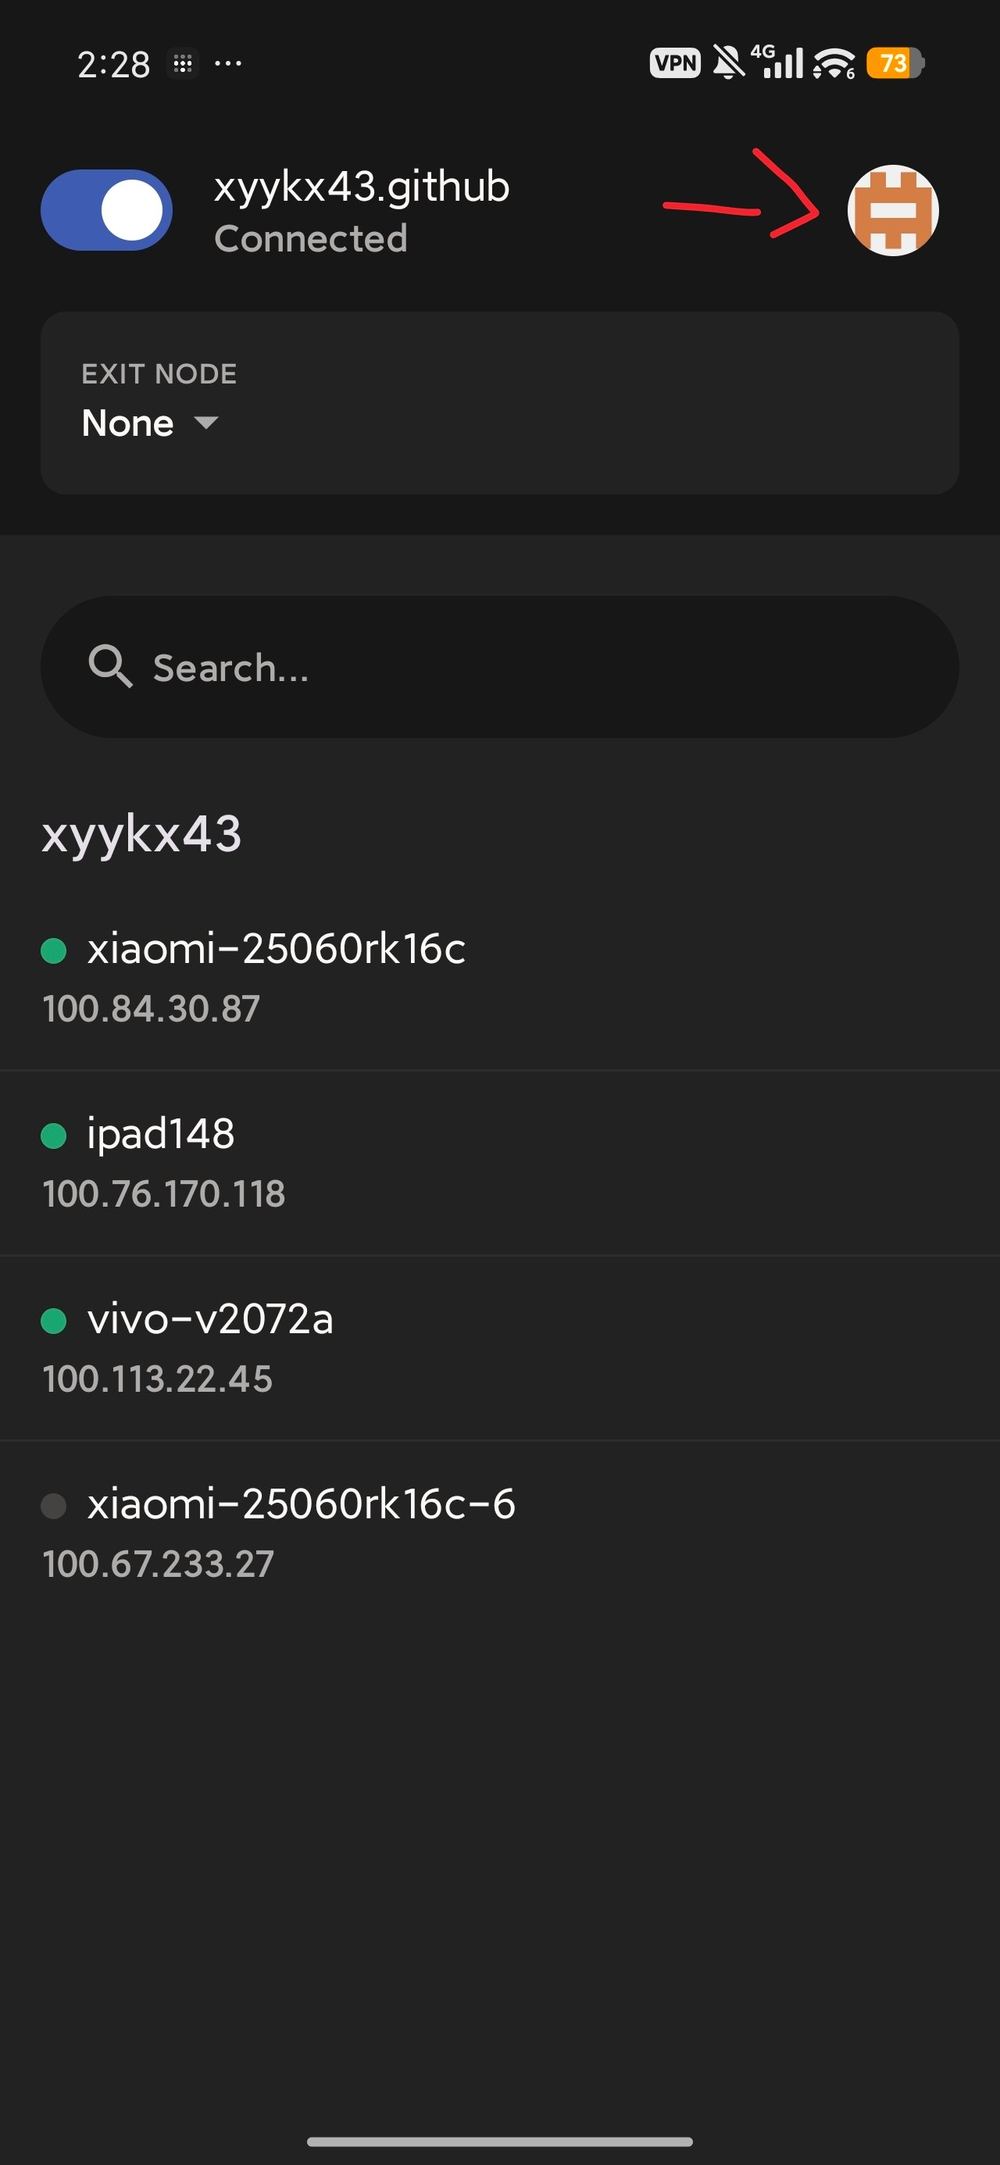 2:28 ... VPN 4G 6 73
xyykx43.github
Connected
EXIT NODE
None
Search...
xyykx43
xiaomi-25060rk16c
100.84.30.87
ipad148
100.76.170.118
vivo-v2072a
100.113.22.45
xiaomi-25060rk16c-6
100.67.233.27